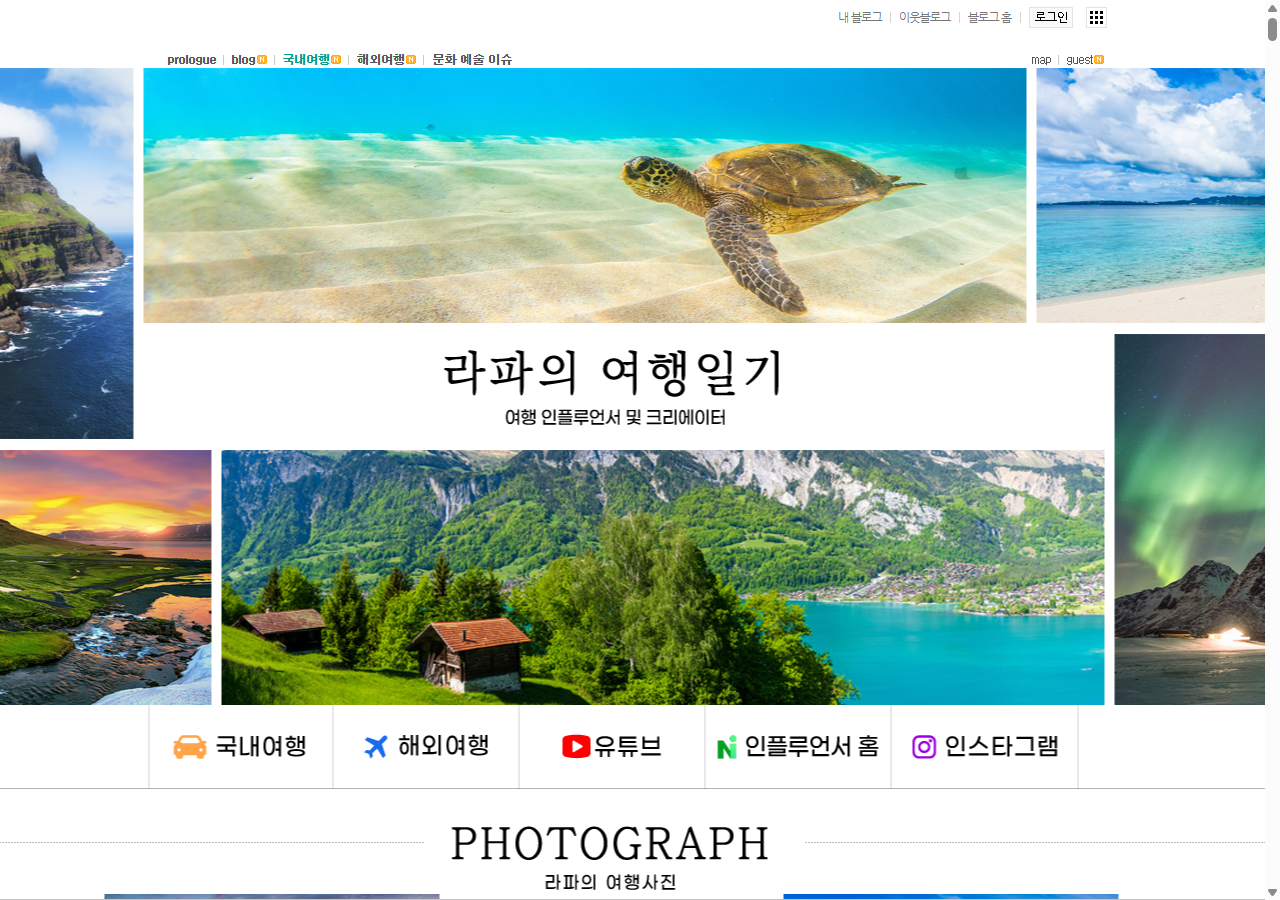 내 블로그 이웃블로그 블로그 홈 로그인
prologue blog N 국내여행 N 해외여행 N 문화 예술 이슈 map guest N
라파의 여행일기
여행 인플루언서 및 크리에이터
국내여행 해외여행 유튜브 인플루언서 홈 인스타그램
PHOTOGRAPH
라파의 여행사진